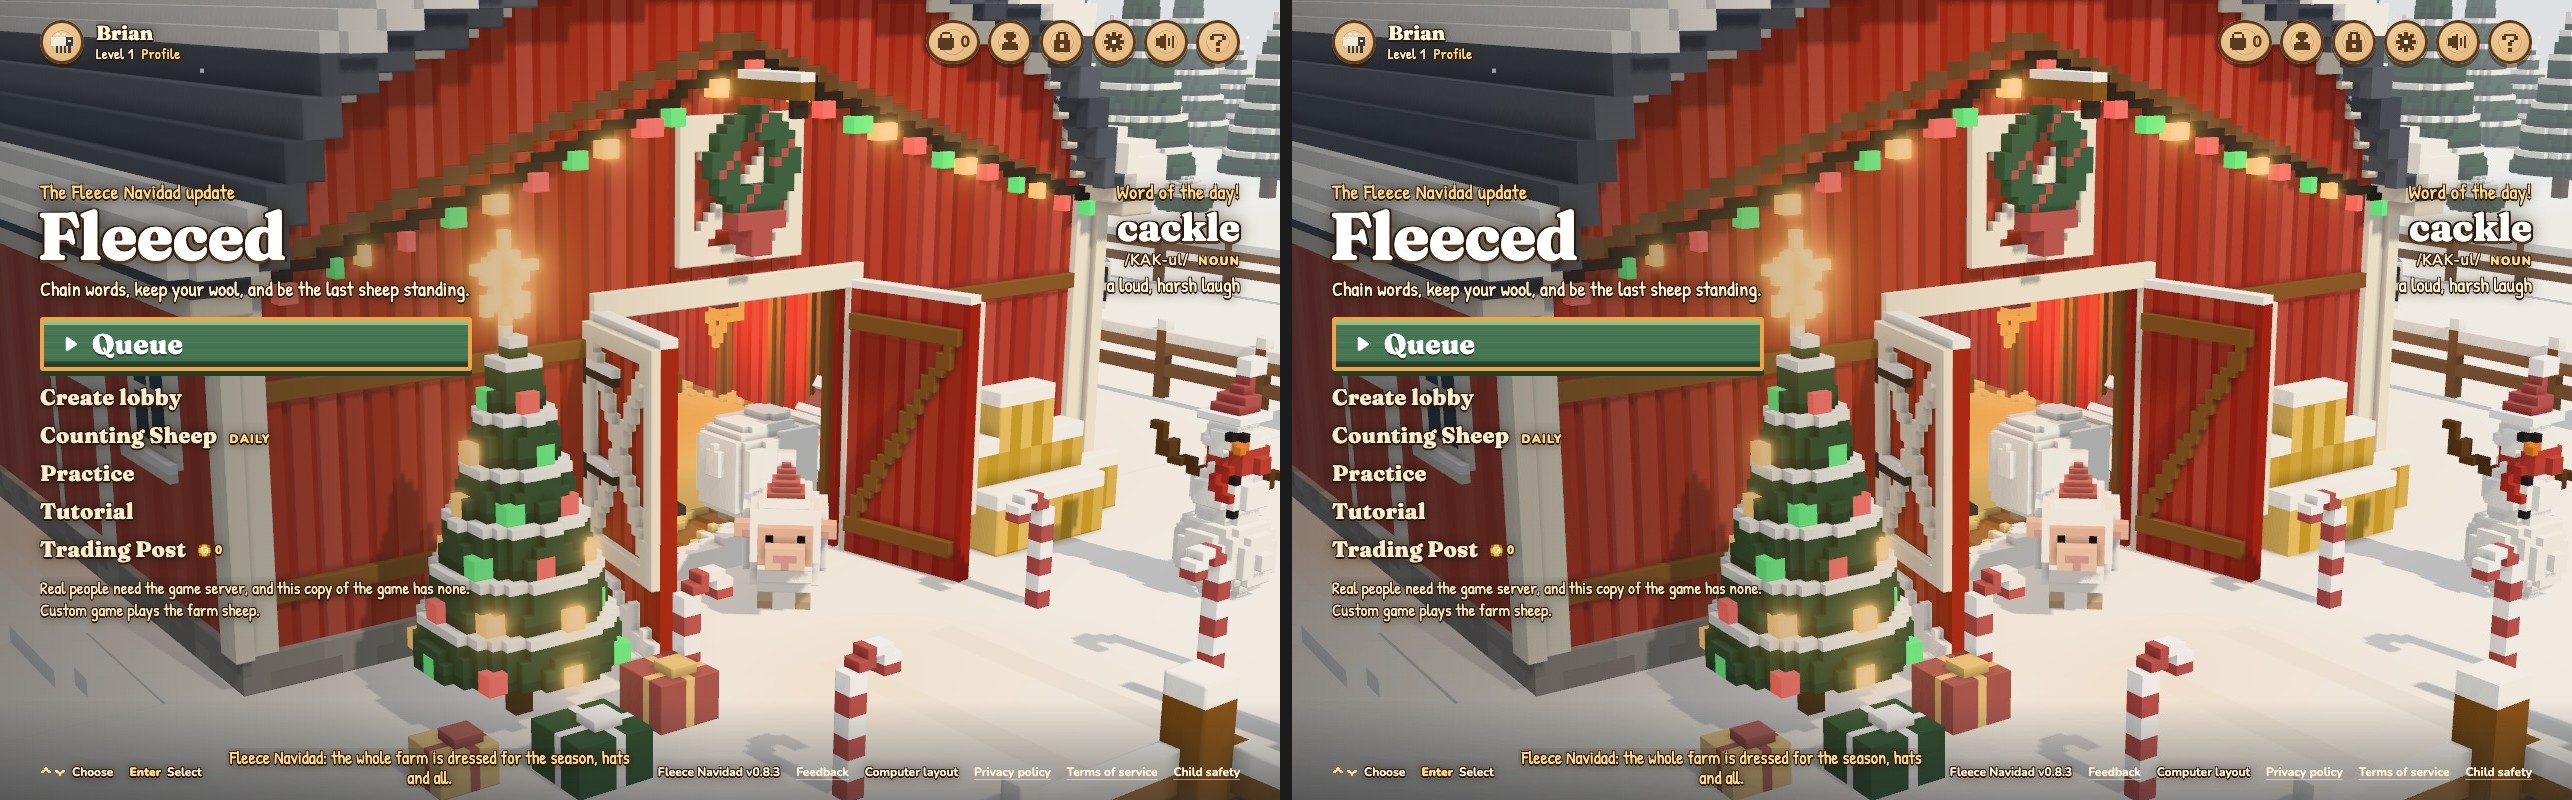 Brian
Level 1 Profile
0
The Fleece Navidad update
Fleeced
Chain words, keep your wool, and be the last sheep standing.
Queue
Create lobby
Counting Sheep DAILY
Practice
Tutorial
Trading Post 0
Real people need the game server, and this copy of the game has none.
Custom game plays the farm sheep.
Word of the day!
cackle
/KAK-ul/ NOUN
a loud, harsh laugh
Choose Enter Select
Fleece Navidad: the whole farm is dressed for the season, hats
and all.
Fleece Navidad v0.8.3 Feedback Computer layout Privacy policy Terms of service Child safety
Brian
Level 1 Profile
0
The Fleece Navidad update
Fleeced
Chain words, keep your wool, and be the last sheep standing.
Queue
Create lobby
Counting Sheep DAILY
Practice
Tutorial
Trading Post 0
Real people need the game server, and this copy of the game has none.
Custom game plays the farm sheep.
Word of the day!
cackle
/KAK-ul/ NOUN
a loud, harsh laugh
Choose Enter Select
Fleece Navidad: the whole farm is dressed for the season, hats
and all.
Fleece Navidad v0.8.3 Feedback Computer layout Privacy policy Terms of service Child safety